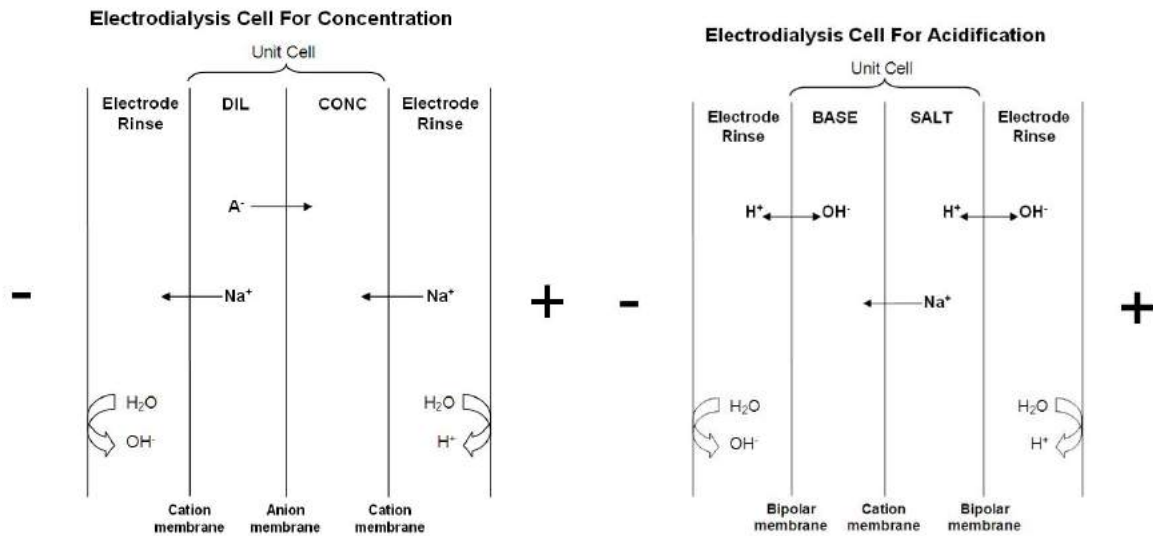 Electrodialysis Cell For Concentration
Unit Cell
Electrode
Rinse
DIL
CONC
Electrode
Rinse
A⁻
Na⁺
Na⁺
-
+
H₂O
OH⁻
H₂O
H⁺
Cation
membrane
Anion
membrane
Cation
membrane
Electrodialysis Cell For Acidification
Unit Cell
Electrode
Rinse
BASE
SALT
Electrode
Rinse
H⁺
OH⁻
H⁺
OH⁻
Na⁺
-
+
H₂O
OH⁻
H₂O
H⁺
Bipolar
membrane
Cation
membrane
Bipolar
membrane